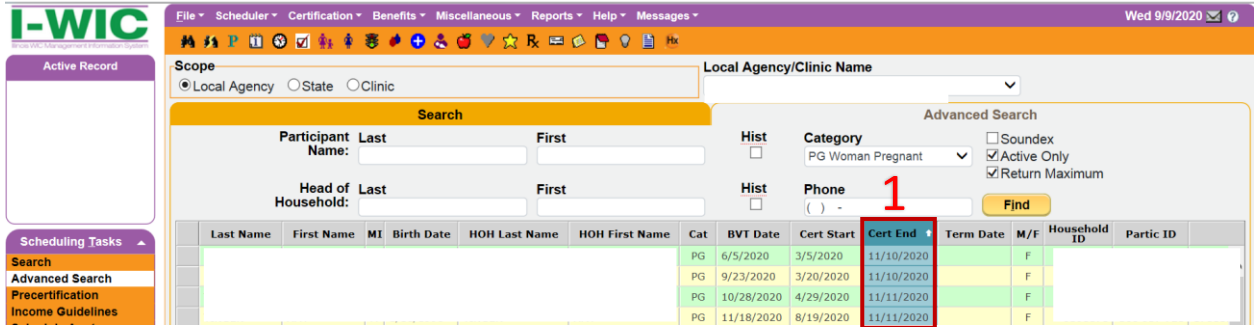 I-WIC
Illinois WIC Management Information System
File Scheduler Certification Benefits Miscellaneous Reports Help Messages
Wed 9/9/2020
Active Record
Scope
Local Agency State Clinic
Local Agency/Clinic Name
Search
Advanced Search
Participant Name: Last First Hist Category
PG Woman Pregnant
Soundex
Active Only
Return Maximum
Head of Household: Last First Hist Phone
( ) -
1
Find
Last Name First Name MI Birth Date HOH Last Name HOH First Name Cat BVT Date Cert Start Cert End Term Date M/F Household ID Partic ID
PG 6/5/2020 3/5/2020 11/10/2020 F
PG 9/23/2020 3/20/2020 11/10/2020 F
PG 10/28/2020 4/29/2020 11/11/2020 F
PG 11/18/2020 8/19/2020 11/11/2020 F
Scheduling Tasks
Search
Advanced Search
Precertification
Income Guidelines